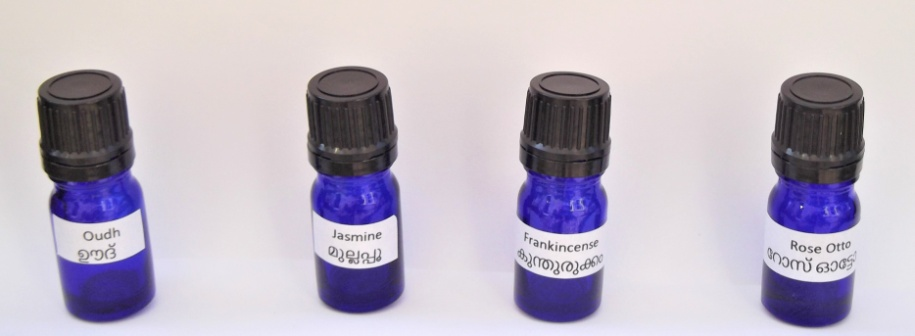 Oudh
ഊദ്
Jasmine
മുല്ലപ്പൂ
Frankincense
കുന്തുരുക്കം
Rose Otto
റോസ് ഓട്ടോ